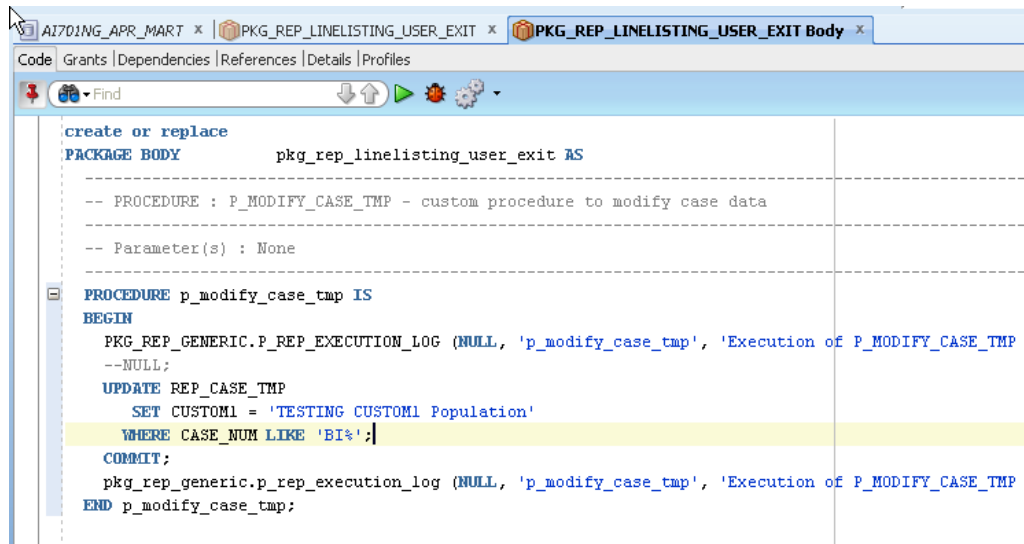 AI701NG_APR_MART x PKG_REP_LINELISTING_USER_EXIT x PKG_REP_LINELISTING_USER_EXIT Body x
Code Grants | Dependencies | References | Details | Profiles
Find
create or replace
PACKAGE BODY pkg_rep_linelisting_user_exit AS
--------------------------------------------------------------------------------
-- PROCEDURE : P_MODIFY_CASE_TMP - custom procedure to modify case data
--------------------------------------------------------------------------------
-- Parameter(s) : None
--------------------------------------------------------------------------------
PROCEDURE p_modify_case_tmp IS
BEGIN
PKG_REP_GENERIC.P_REP_EXECUTION_LOG (NULL, 'p_modify_case_tmp', 'Execution of P_MODIFY_CASE_TMP
--NULL;
UPDATE REP_CASE_TMP
SET CUSTOM1 = 'TESTING CUSTOM1 Population'
WHERE CASE_NUM LIKE 'BI%';
COMMIT;
pkg_rep_generic.p_rep_execution_log (NULL, 'p_modify_case_tmp', 'Execution of P_MODIFY_CASE_TMP
END p_modify_case_tmp;